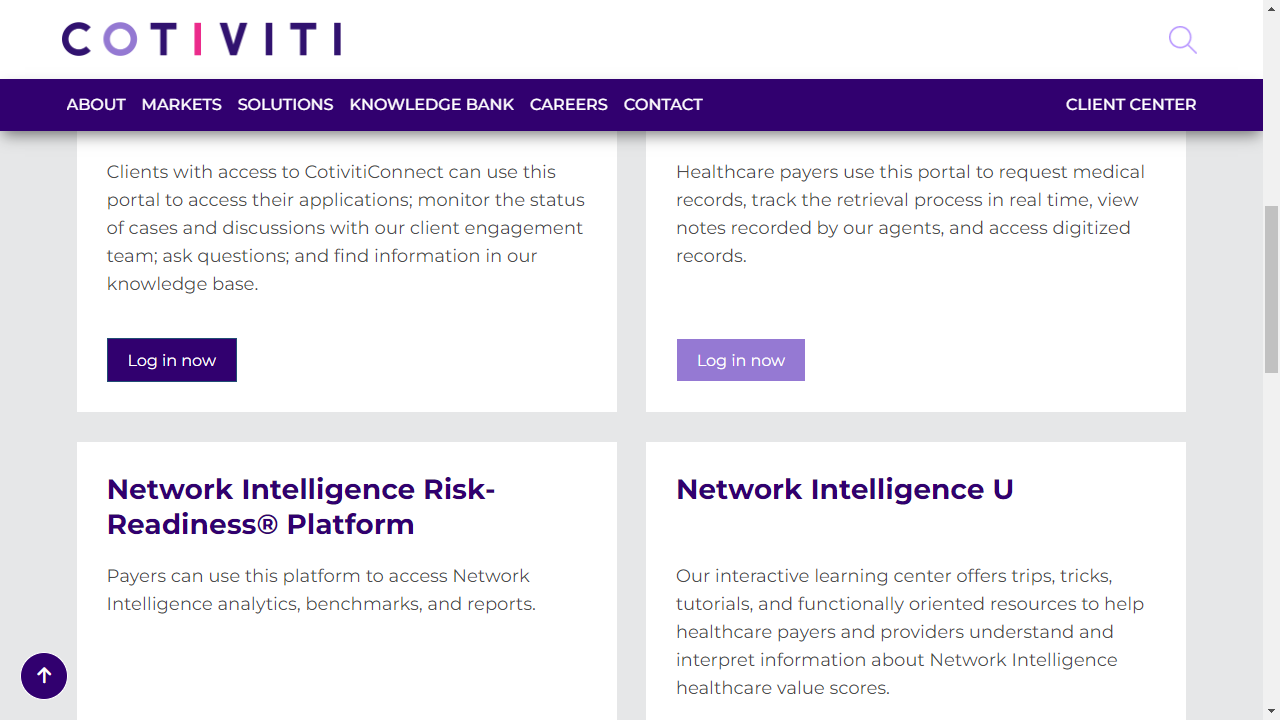 COTIVITI
ABOUT MARKETS SOLUTIONS KNOWLEDGE BANK CAREERS CONTACT CLIENT CENTER
Clients with access to CotivitiConnect can use this
portal to access their applications; monitor the status
of cases and discussions with our client engagement
team; ask questions; and find information in our
knowledge base.
Log in now
Healthcare payers use this portal to request medical
records, track the retrieval process in real time, view
notes recorded by our agents, and access digitized
records.
Log in now
Network Intelligence Risk-
Readiness® Platform
Payers can use this platform to access Network
Intelligence analytics, benchmarks, and reports.
Network Intelligence U
Our interactive learning center offers trips, tricks,
tutorials, and functionally oriented resources to help
healthcare payers and providers understand and
interpret information about Network Intelligence
healthcare value scores.